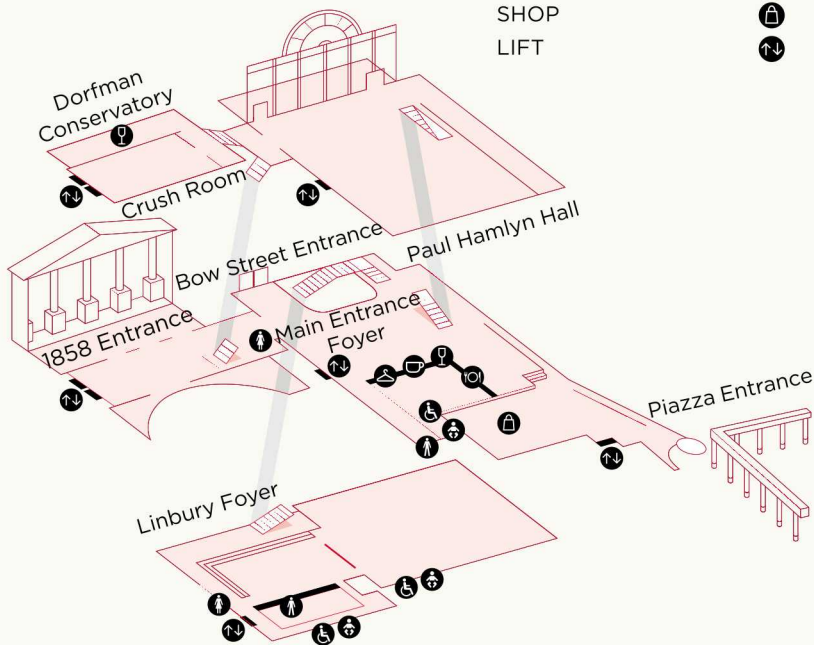 SHOP
LIFT
Dorfman
Conservatory
Crush Room
Paul Hamlyn Hall
Bow Street Entrance
1858 Entrance
Main Entrance
Foyer
Piazza Entrance
Linbury Foyer